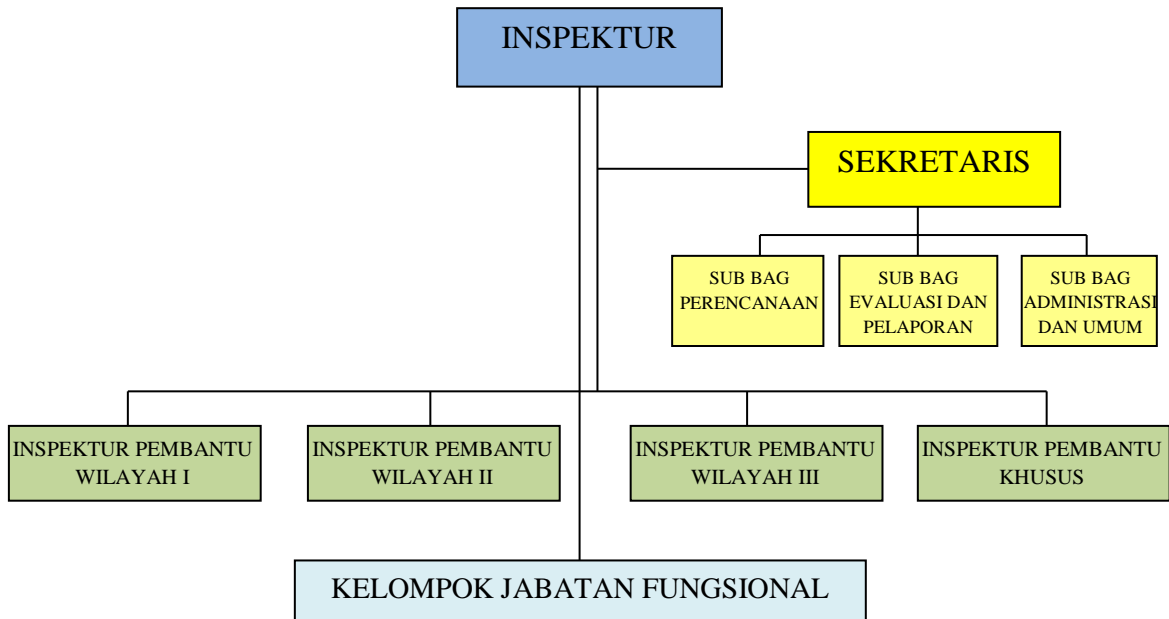 INSPEKTUR
SEKRETARIS
SUB BAG
PERENCANAAN
SUB BAG
EVALUASI DAN
PELAPORAN
SUB BAG
ADMINISTRASI
DAN UMUM
INSPEKTUR PEMBANTU
WILAYAH I
INSPEKTUR PEMBANTU
WILAYAH II
INSPEKTUR PEMBANTU
WILAYAH III
INSPEKTUR PEMBANTU
KHUSUS
KELOMPOK JABATAN FUNGSIONAL